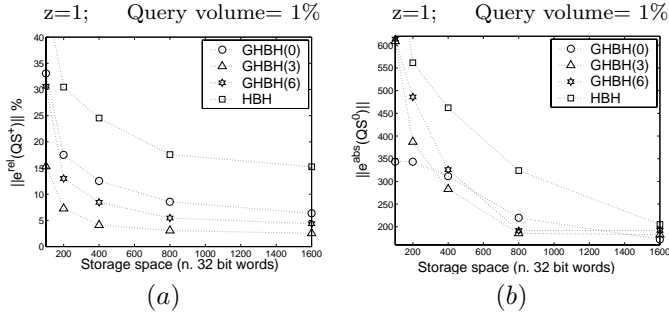 z=1; Query volume= 1%
40
35
30
25
20
15
10
5
0
||e^rel(QS^+)|| %
GHBH(0)
GHBH(3)
GHBH(6)
HBH
200 400 600 800 1000 1200 1400 1600
Storage space (n. 32 bit words)
(a)
z=1; Query volume= 1%
600
550
500
450
400
350
300
250
200
||e^abs(QS^0)||
GHBH(0)
GHBH(3)
GHBH(6)
HBH
200 400 600 800 1000 1200 1400 1600
Storage space (n. 32 bit words)
(b)